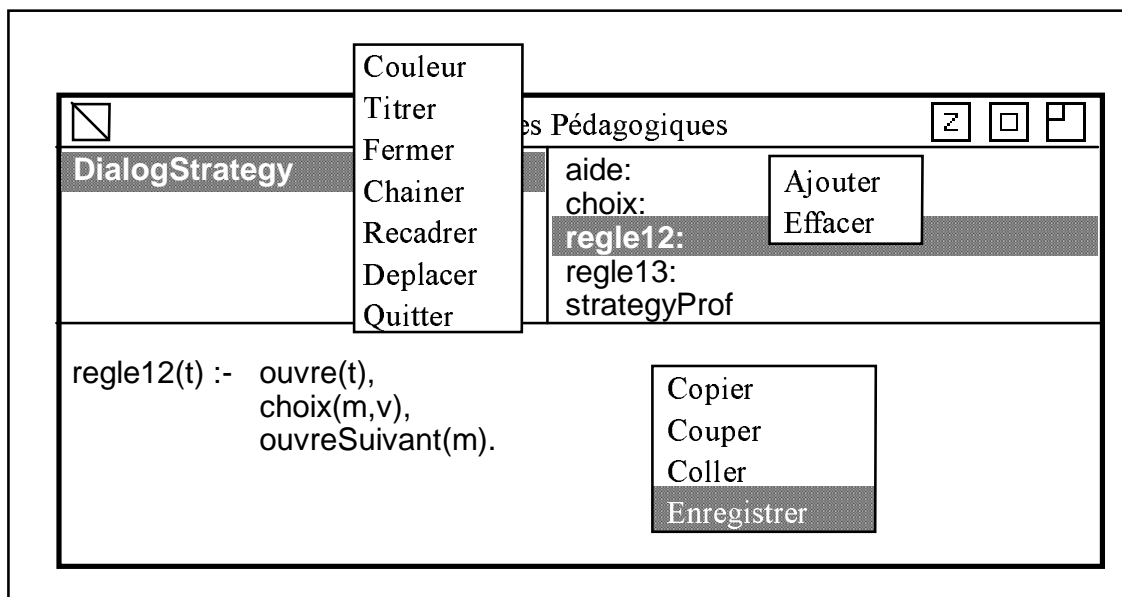 Couleur
Titrer
Fermer
Chainer
Recadrer
Deplacer
Quitter
es Pédagogiques
Z
DialogStrategy
aide:
choix:
regle12:
regle13:
strategyProf
Ajouter
Effacer
regle12(t) :- ouvre(t),
choix(m,v),
ouvreSuivant(m).
Copier
Couper
Coller
Enregistrer